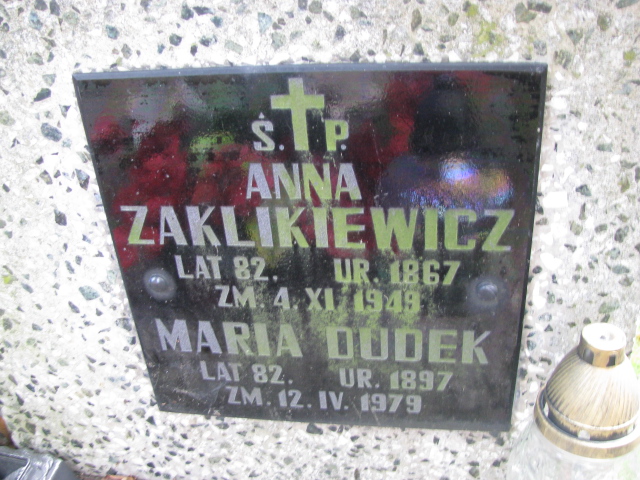 Ś. P.
ANNA
ZAKLIKIEWICZ
LAT 82. UR. 1867
ZM. 4. XI. 1949
MARIA DUDEK
LAT 82. UR. 1897
ZM. 12. IV. 1979